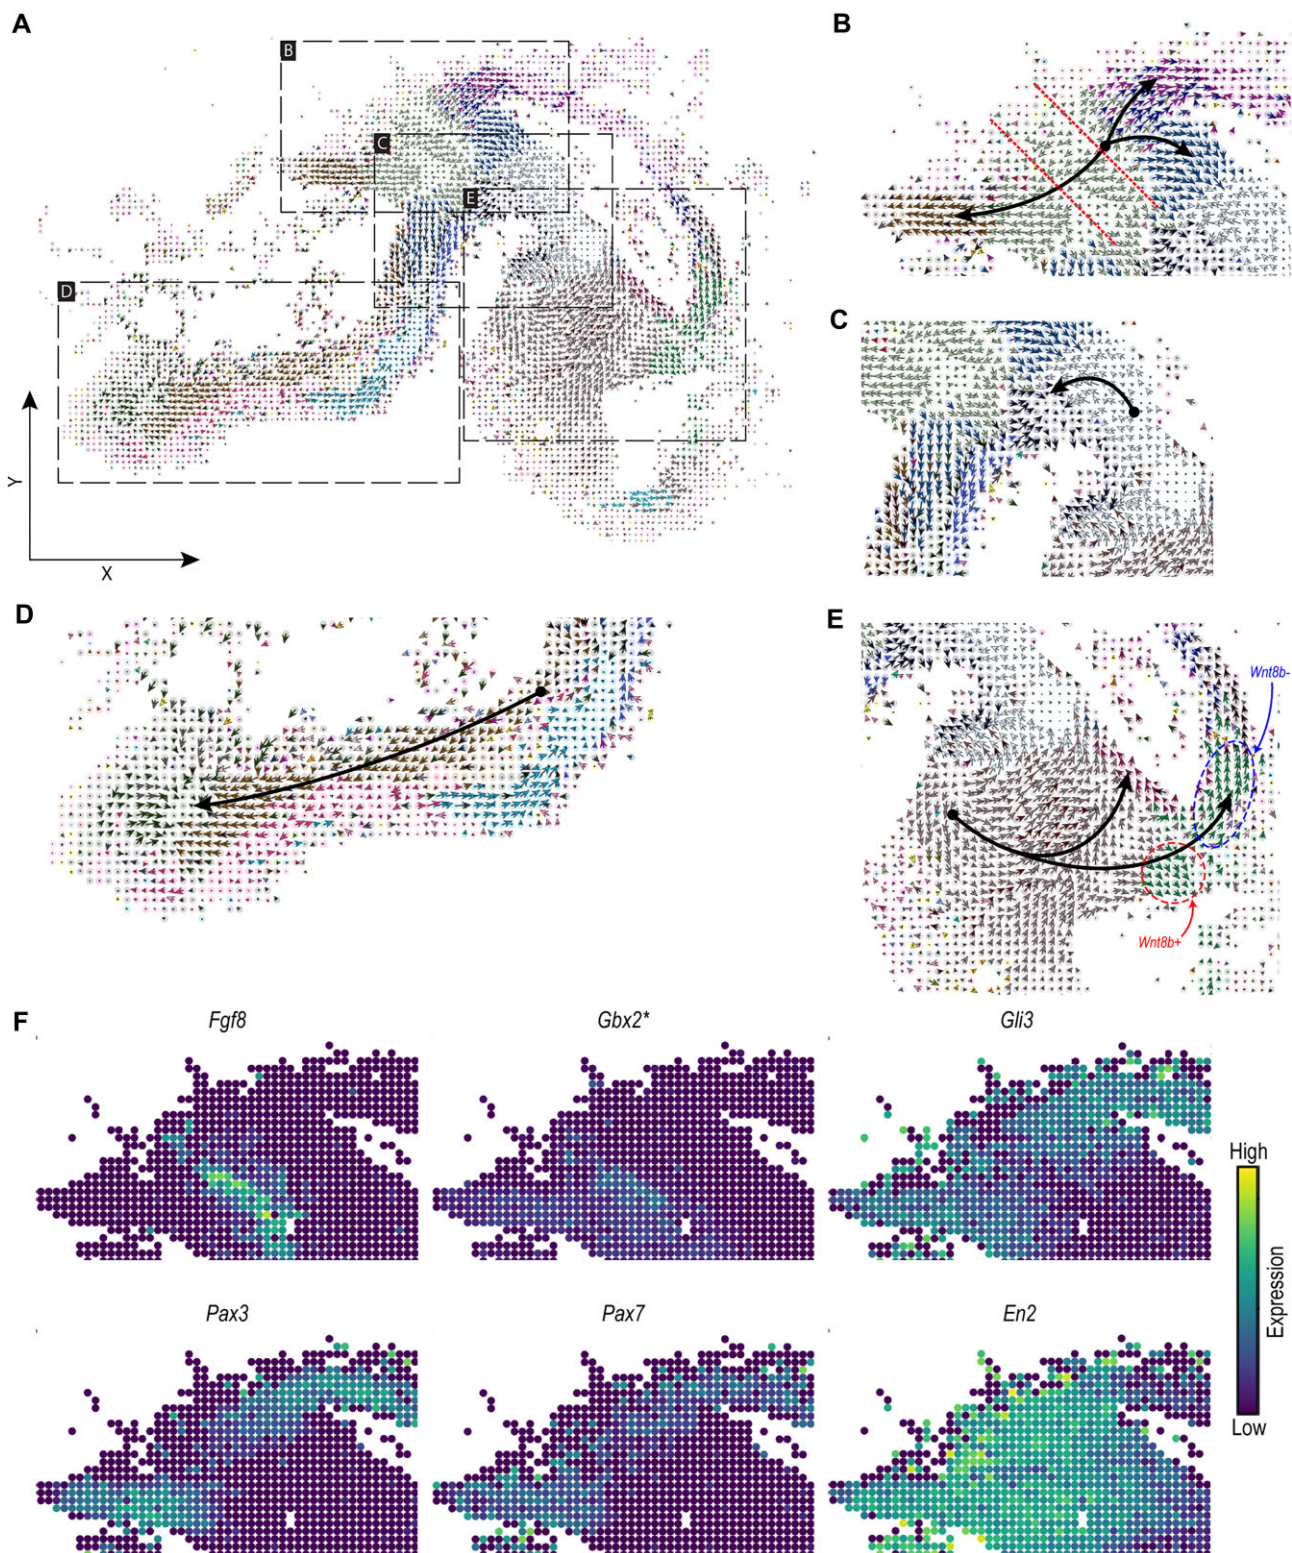 A
B
C
E
D
Y
X
B
C
D
E
Wnt8b-
Wnt8b+
F
Fgf8
Gbx2*
Gli3
High
Expression
Low
Pax3
Pax7
En2